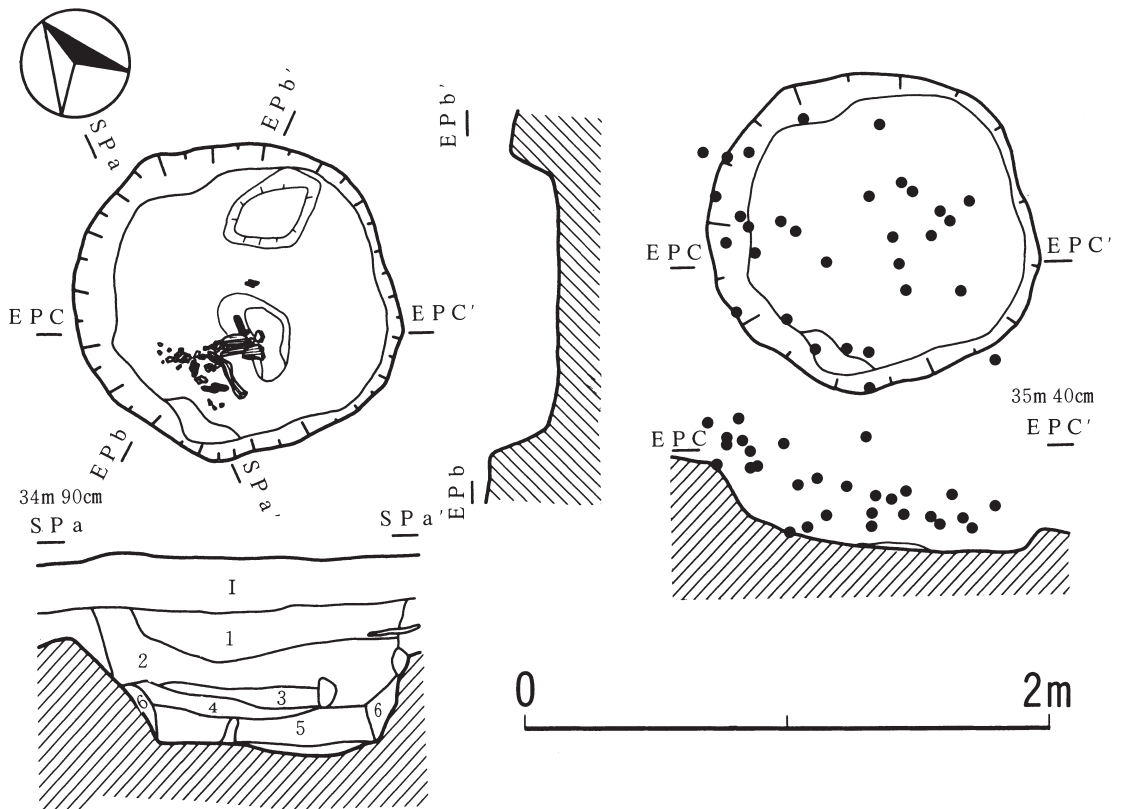 SPa
EPb′
EPC
EPC′
EPb
SPa′
EPb′
EPb
EPC
EPC′
35m 40cm
EPC
EPC′
34m 90cm
SPa
SPa′
I
1
2
3
4
5
6
6
0
2m